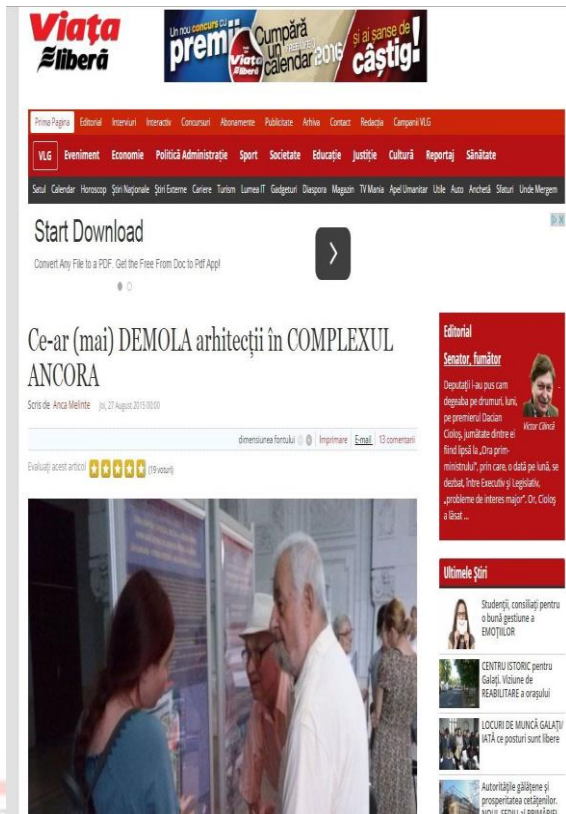 Viața
liberă
Un nou concurs cu
premii
Cumpără
un
calendar 2016
și ai șanse de
câștig!
Prima Pagina Editorial Interviuri Interactiv Concursuri Abonamente Publicitate Arhiva Contact Redacția Campanii VLG
VLG Eveniment Economie Politică Administrație Sport Societate Educație Justiție Cultură Reportaj Sănătate
Satul Calendar Horoscop Știri Naționale Știri Externe Cariere Turism Lumea IT Gadgeturi Diaspora Magazin TV Mania Apel Umanitar Utile Auto Anchetă Sfaturi Unde Mergem
Start Download
Convert Any File to a PDF. Get the Free From Doc to Pdf App!
Ce-ar (mai) DEMOLA arhitecții în COMPLEXUL
ANCORA
Scris de Anca Melinte Joi, 27 August 2015 00:00
dimensiunea fontului Imprimare E-mail 13 comentarii
Evaluați acest articol (19 voturi)
Editorial
Senator, fumător
Deputații l-au pus cam
degeaba pe drumuri, luni,
pe premierul Dacian
Cioloș, jumătate dintre ei
fiind lipsă la „Ora prim-
ministrului”, prin care, o dată pe lună, se
dezbat, între Executiv și Legislativ,
„probleme de interes major”. Or, Cioloș
a lăsat ...
Victor Cilincă
Ultimele Știri
Studenții, consiliați pentru
o bună gestiune a
EMOȚIILOR
CENTRU ISTORIC pentru
Galați. Viziune de
REABILITARE a orașului
LOCURI DE MUNCĂ GALAȚI/
IATĂ ce posturi sunt libere
Autoritățile gălățene și
prosperitatea cetățenilor.
NOUL SEDIU al PRIMĂRIEI